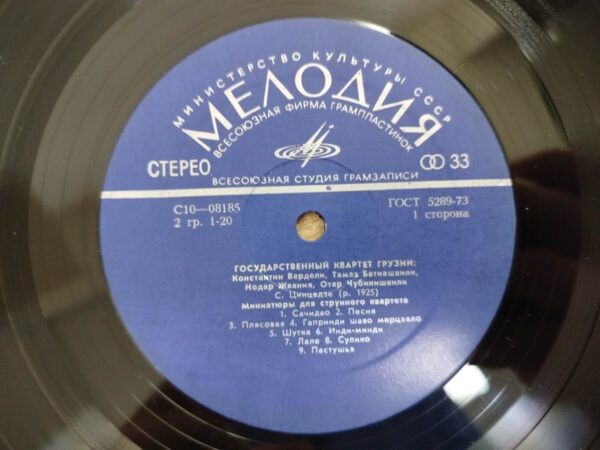 МИНИСТЕРСТВО КУЛЬТУРЫ СССР
МЕЛОДИЯ
ВСЕСОЮЗНАЯ ФИРМА ГРАМПЛАСТИНОК
СТЕРЕО
33
ВСЕСОЮЗНАЯ СТУДИЯ ГРАМЗАПИСИ
С10—08185
ГОСТ 5289-73
2 гр. 1-20
1 сторона
ГОСУДАРСТВЕННЫЙ КВАРТЕТ ГРУЗИИ:
Константин Вардели, Тамаз Батиашвили,
Нодар Жвания, Отар Чубинишвили
С. Цинцадзе (р. 1925)
Миниатюры для струнного квартета
1. Сачидао 2. Песня
3. Плясовая 4. Гапринди шаво мерцхало
5. Шутка 6. Инди-минди
7. Лале 8. Сулико
9. Пастушья